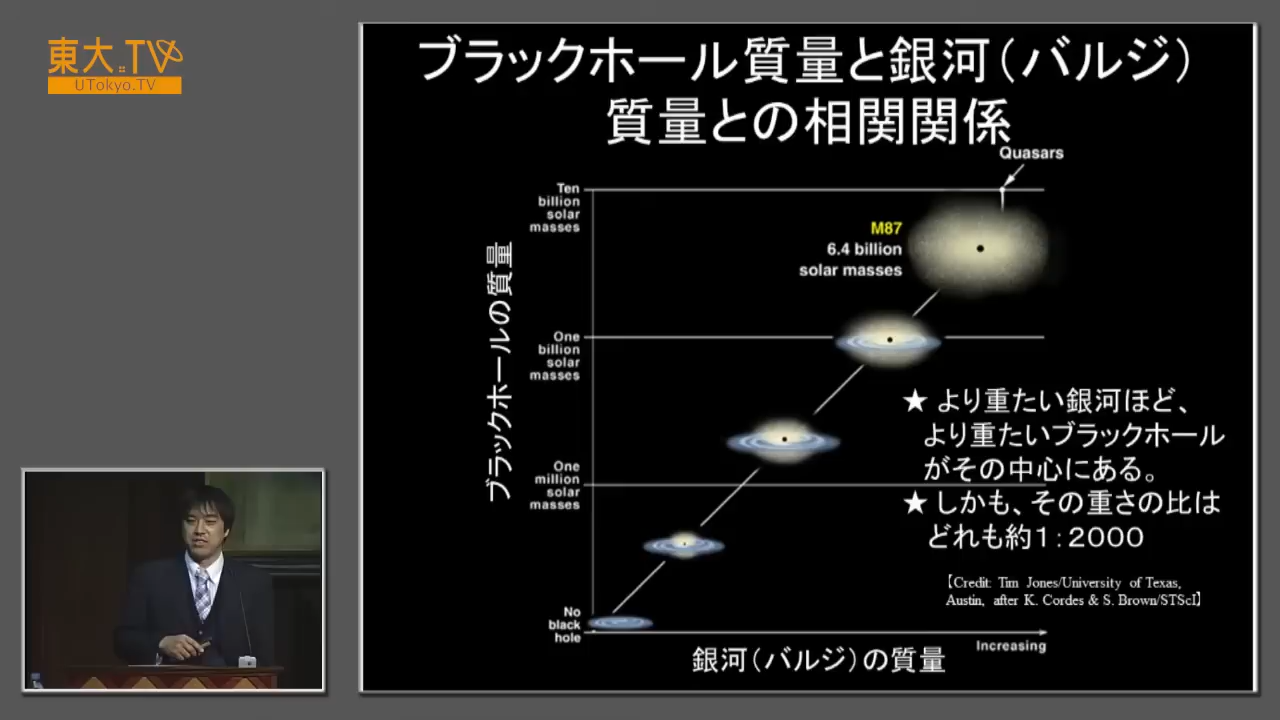 東大.TV
UTokyo.TV
ブラックホール質量と銀河（バルジ）
質量との相関関係
Quasars
Ten
billion
solar
masses
M87
6.4 billion
solar masses
ブラックホールの質量
One
billion
solar
masses
★ より重たい銀河ほど、
より重たいブラックホール
がその中心にある。
★ しかも、その重さの比は
どれも約１：２０００
One
million
solar
masses
【Credit: Tim Jones/University of Texas,
Austin, after K. Cordes & S. Brown/STScI】
No
black
hole
Increasing
銀河（バルジ）の質量